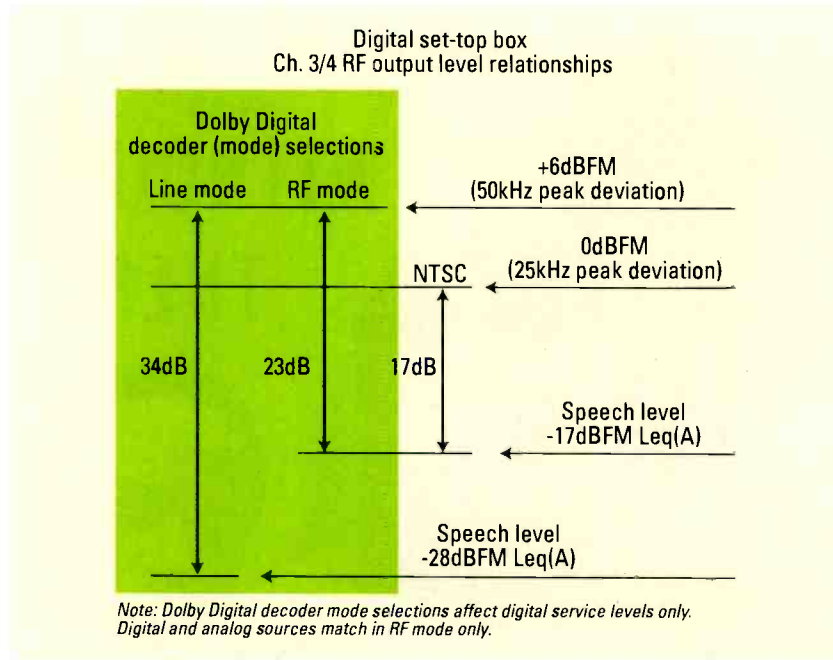 Digital set-top box
Ch. 3/4 RF output level relationships
Dolby Digital
decoder (mode) selections
Line mode RF mode
+6dBFM
(50kHz peak deviation)
0dBFM
(25kHz peak deviation)
NTSC
34dB 23dB 17dB
Speech level
-17dBFM Leq(A)
Speech level
-28dBFM Leq(A)
Note: Dolby Digital decoder mode selections affect digital service levels only.
Digital and analog sources match in RF mode only.